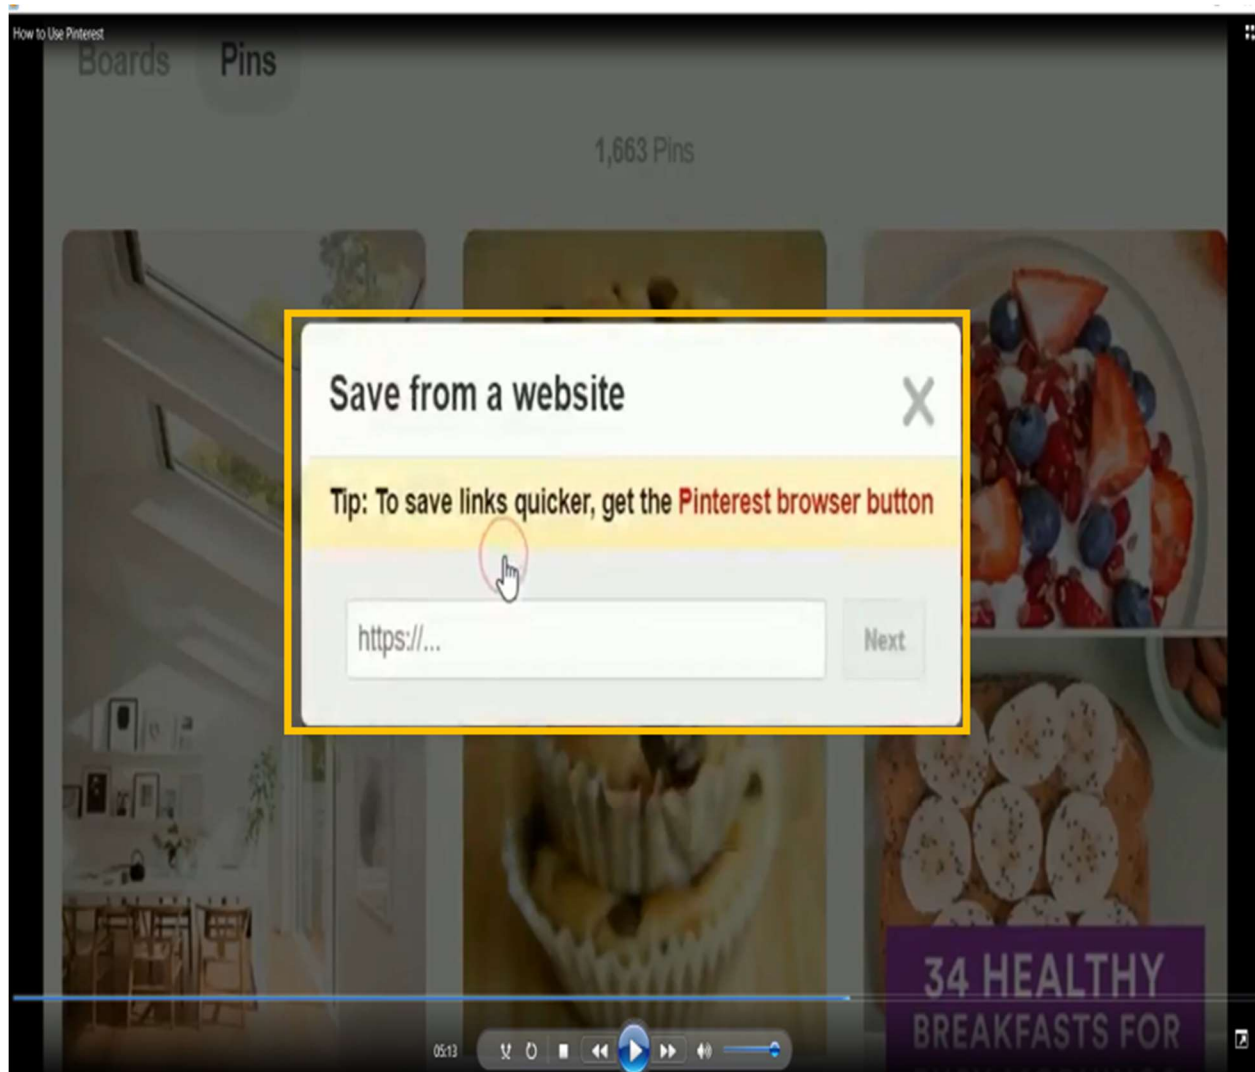 How to Use Pinterest
Boards Pins
1,663 Pins
Save from a website
X
Tip: To save links quicker, get the Pinterest browser button
https://...
Next
34 HEALTHY
BREAKFASTS FOR
05:13